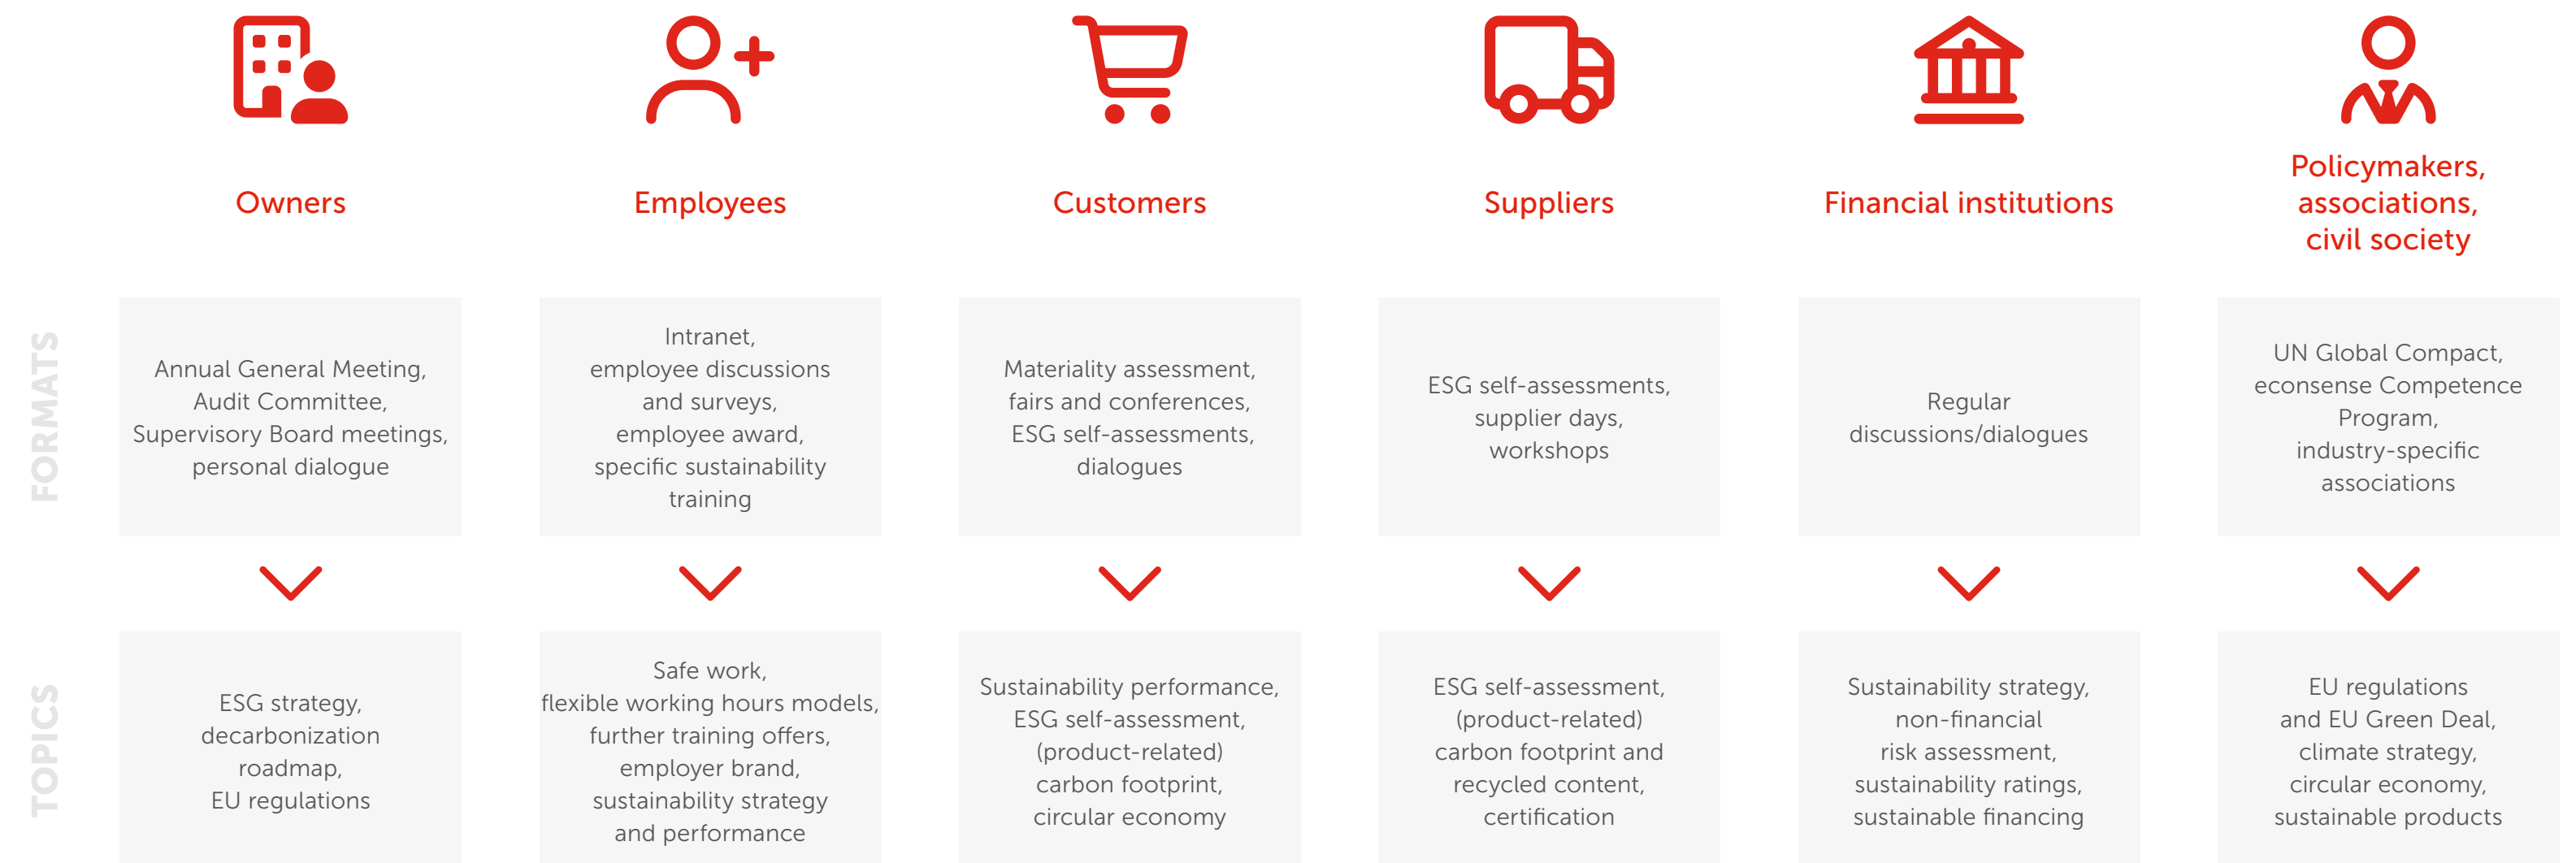 Owners
Employees
Customers
Suppliers
Financial institutions
Policymakers,
associations,
civil society
FORMATS
Annual General Meeting,
Audit Committee,
Supervisory Board meetings,
personal dialogue
Intranet,
employee discussions
and surveys,
employee award,
specific sustainability
training
Materiality assessment,
fairs and conferences,
ESG self-assessments,
dialogues
ESG self-assessments,
supplier days,
workshops
Regular
discussions/dialogues
UN Global Compact,
econsense Competence
Program,
industry-specific
associations
TOPICS
ESG strategy,
decarbonization
roadmap,
EU regulations
Safe work,
flexible working hours models,
further training offers,
employer brand,
sustainability strategy
and performance
Sustainability performance,
ESG self-assessment,
(product-related)
carbon footprint,
circular economy
ESG self-assessment,
(product-related)
carbon footprint and
recycled content,
certification
Sustainability strategy,
non-financial
risk assessment,
sustainability ratings,
sustainable financing
EU regulations
and EU Green Deal,
climate strategy,
circular economy,
sustainable products